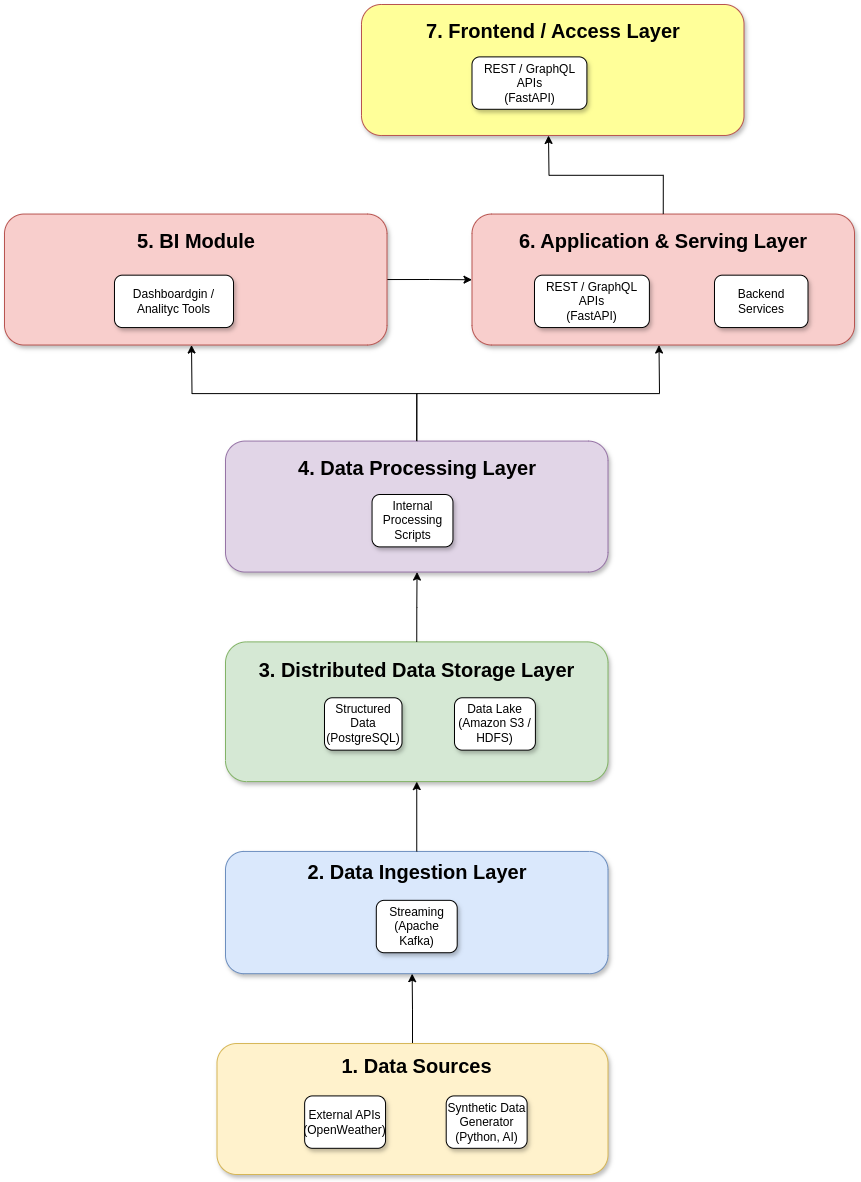 7. Frontend / Access Layer
REST / GraphQL
APIs
(FastAPI)
5. BI Module
Dashboardgin /
Analityc Tools
6. Application & Serving Layer
REST / GraphQL
APIs
(FastAPI)
Backend
Services
4. Data Processing Layer
Internal
Processing
Scripts
3. Distributed Data Storage Layer
Structured
Data
(PostgreSQL)
Data Lake
(Amazon S3 /
HDFS)
2. Data Ingestion Layer
Streaming
(Apache
Kafka)
1. Data Sources
External APIs
(OpenWeather)
Synthetic Data
Generator
(Python, AI)